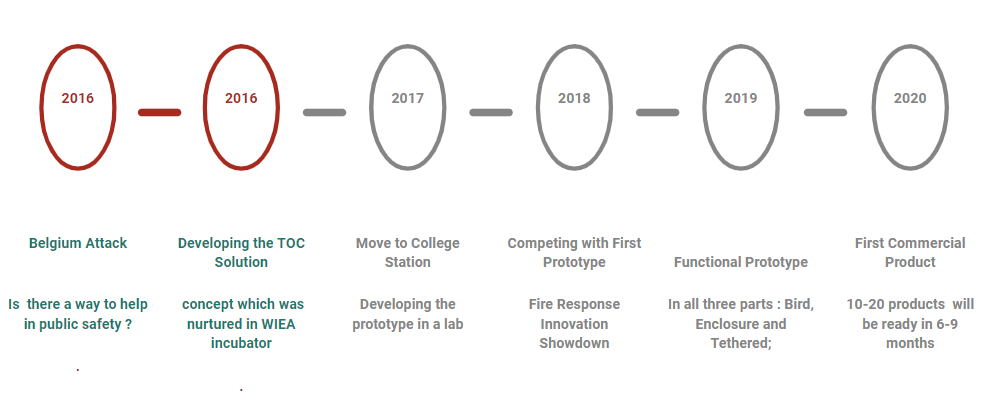 2016
2016
2017
2018
2019
2020
Belgium Attack
Is  there a way to help
in public safety ?
.
Developing the TOC
Solution
concept which was
nurtured in WIEA
incubator
.
Move to College
Station
Developing the
prototype in a lab
Competing with First
Prototype
Fire Response
Innovation
Showdown
Functional Prototype
In all three parts : Bird,
Enclosure and
Tethered;
First Commercial
Product
10-20 products  will
be ready in 6-9
months